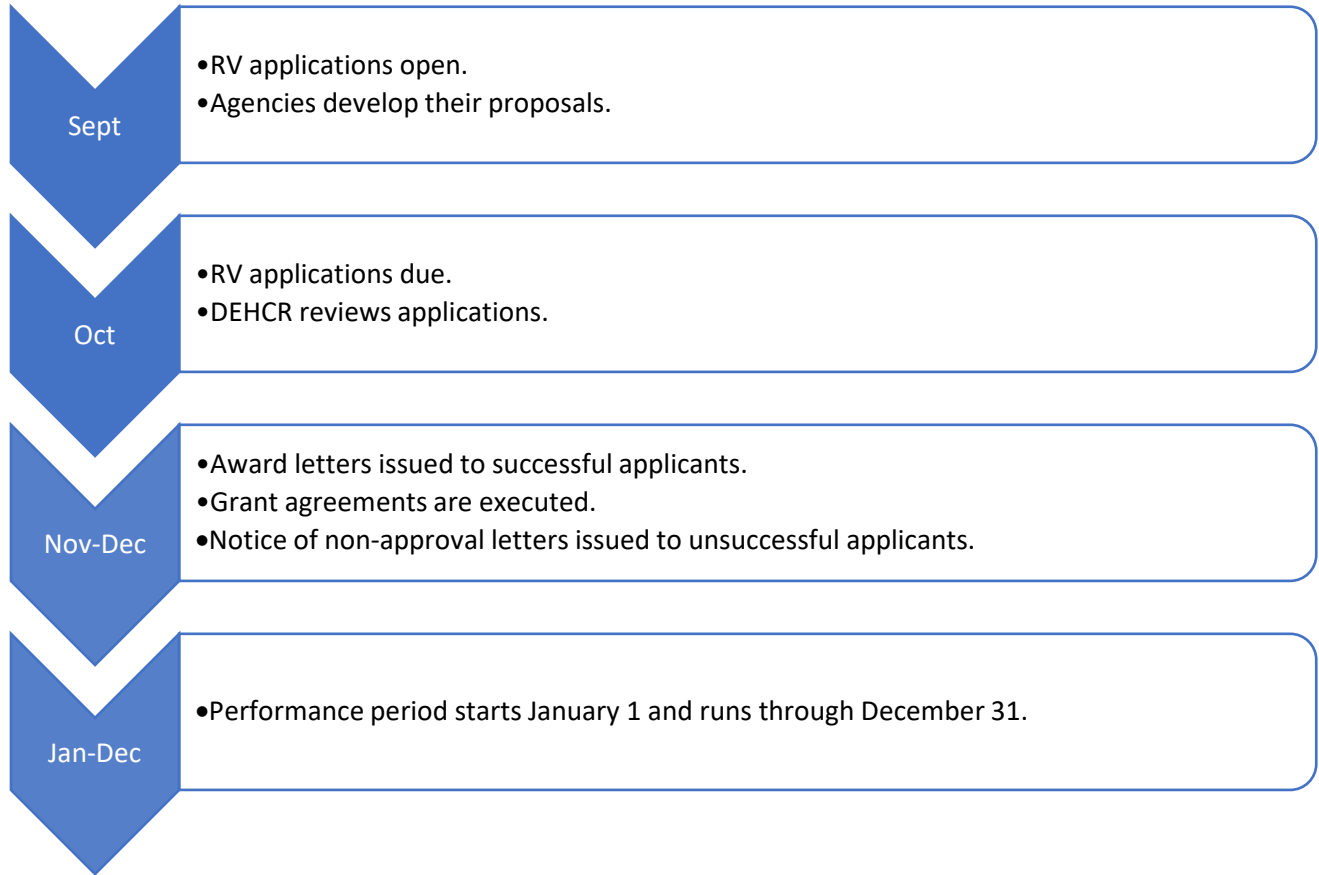 Sept
•RV applications open.
•Agencies develop their proposals.
Oct
•RV applications due.
•DEHCR reviews applications.
Nov-Dec
•Award letters issued to successful applicants.
•Grant agreements are executed.
•Notice of non-approval letters issued to unsuccessful applicants.
Jan-Dec
•Performance period starts January 1 and runs through December 31.